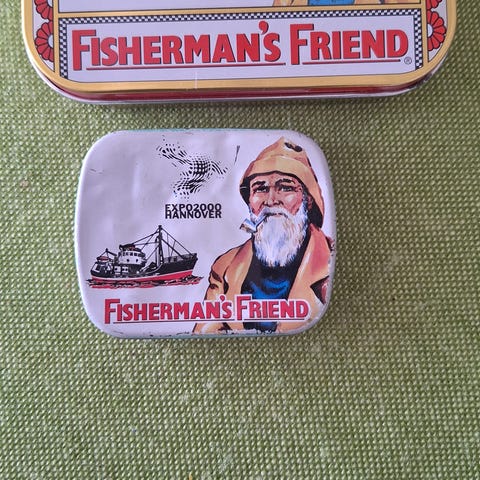 FISHERMAN'S FRIEND®
EXPO2000
HANNOVER
FISHERMAN'S FRIEND